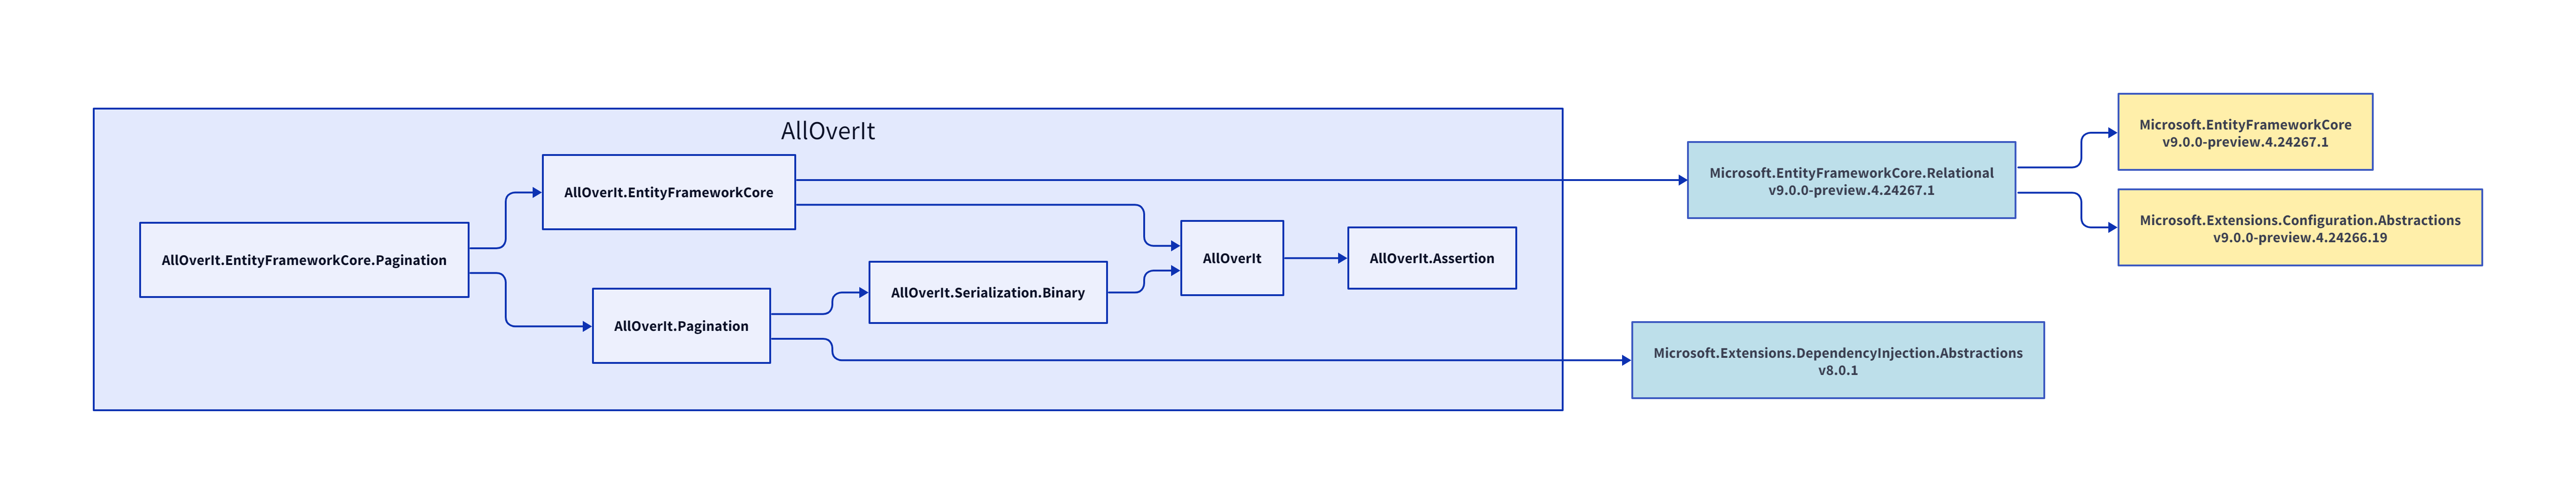 AllOverIt
AllOverIt.EntityFrameworkCore.Pagination
AllOverIt.EntityFrameworkCore
AllOverIt.Pagination
AllOverIt.Serialization.Binary
AllOverIt
AllOverIt.Assertion
Microsoft.EntityFrameworkCore.Relational
v9.0.0-preview.4.24267.1
Microsoft.Extensions.DependencyInjection.Abstractions
v8.0.1
Microsoft.EntityFrameworkCore
v9.0.0-preview.4.24267.1
Microsoft.Extensions.Configuration.Abstractions
v9.0.0-preview.4.24266.19